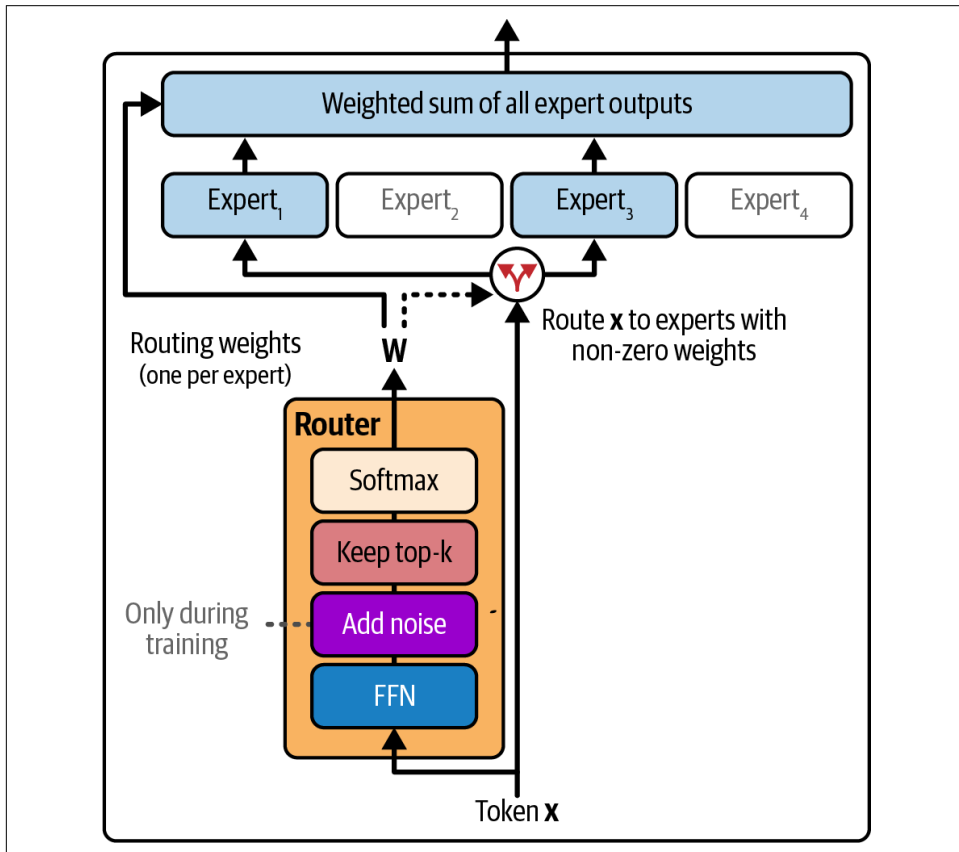 Weighted sum of all expert outputs
Expert₁
Expert₂
Expert₃
Expert₄
Route x to experts with
non-zero weights
Routing weights
(one per expert)
W
Router
Softmax
Keep top-k
Add noise
Only during
training
FFN
Token x